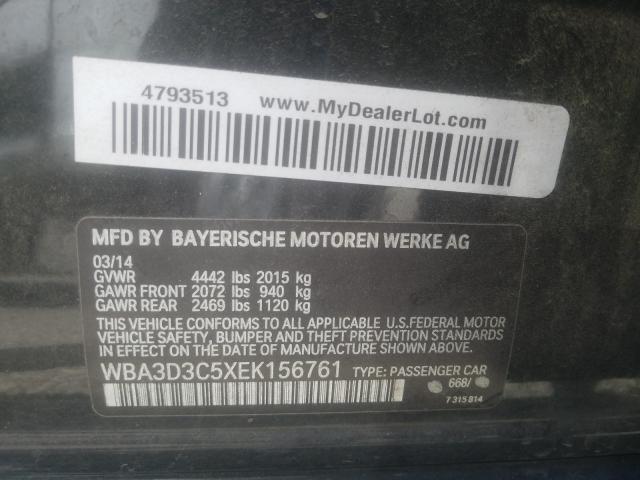 4793513 www.MyDealerLot.com
MFD BY BAYERISCHE MOTOREN WERKE AG
03/14
GVWR 4442 lbs 2015 kg
GAWR FRONT 2072 lbs 940 kg
GAWR REAR 2469 lbs 1120 kg
THIS VEHICLE CONFORMS TO ALL APPLICABLE U.S.FEDERAL MOTOR
VEHICLE SAFETY, BUMPER AND THEFT PREVENTION STANDARDS
IN EFFECT ON THE DATE OF MANUFACTURE SHOWN ABOVE.
WBA3D3C5XEK156761 TYPE: PASSENGER CAR
668/
7 315 814